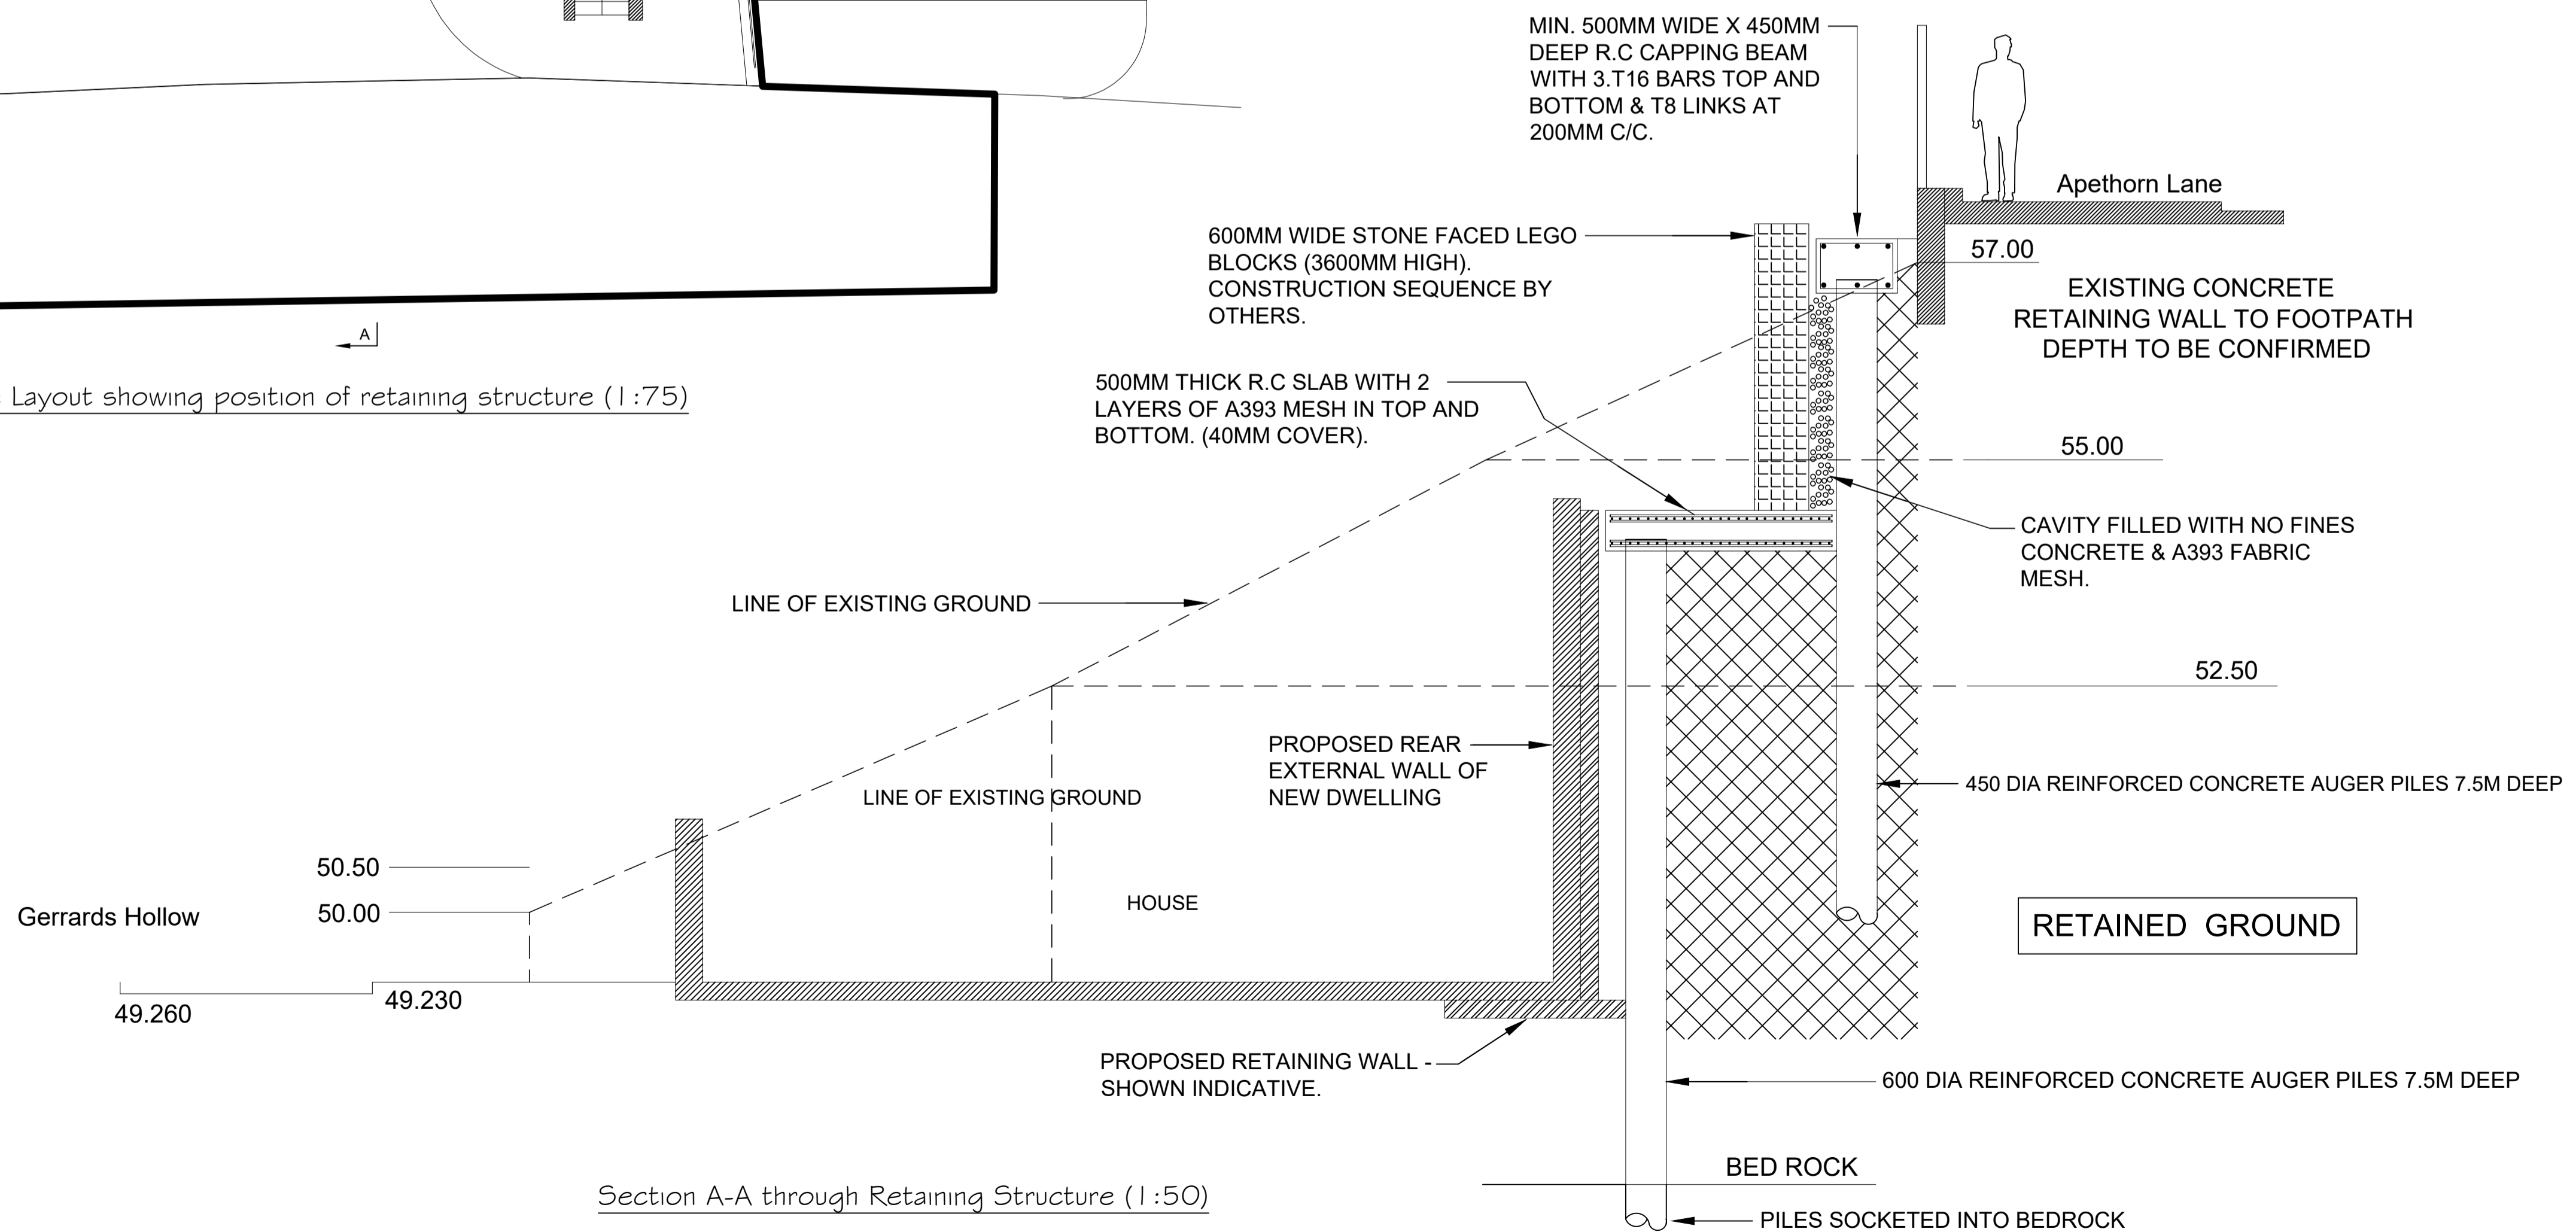 MIN. 500MM WIDE X 450MM
DEEP R.C CAPPING BEAM
WITH 3.T16 BARS TOP AND
BOTTOM & T8 LINKS AT
200MM C/C.
Apethorn Lane
600MM WIDE STONE FACED LEGO
BLOCKS (3600MM HIGH).
CONSTRUCTION SEQUENCE BY
OTHERS.
57.00
EXISTING CONCRETE
RETAINING WALL TO FOOTPATH
DEPTH TO BE CONFIRMED
A
Layout showing position of retaining structure (1:75)
500MM THICK R.C SLAB WITH 2
LAYERS OF A393 MESH IN TOP AND
BOTTOM. (40MM COVER).
55.00
CAVITY FILLED WITH NO FINES
CONCRETE & A393 FABRIC
MESH.
LINE OF EXISTING GROUND
52.50
PROPOSED REAR
EXTERNAL WALL OF
NEW DWELLING
LINE OF EXISTING GROUND
450 DIA REINFORCED CONCRETE AUGER PILES 7.5M DEEP
50.50
50.00
Gerrards Hollow
HOUSE
RETAINED GROUND
49.260
49.230
PROPOSED RETAINING WALL -
SHOWN INDICATIVE.
600 DIA REINFORCED CONCRETE AUGER PILES 7.5M DEEP
BED ROCK
Section A-A through Retaining Structure (1:50)
PILES SOCKETED INTO BEDROCK